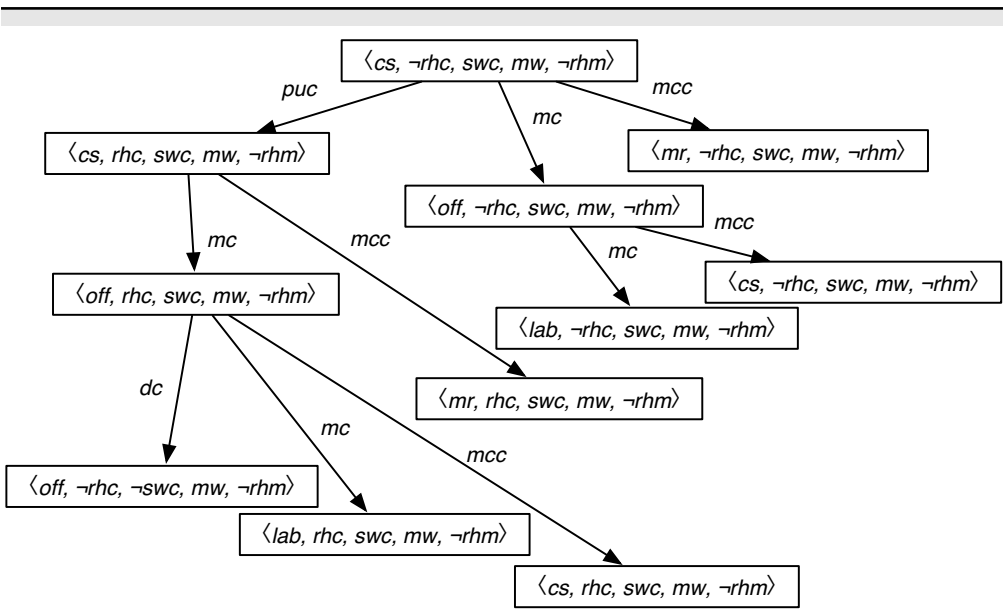 〈cs, ¬rhc, swc, mw, ¬rhm〉
puc
mc
mcc
〈cs, rhc, swc, mw, ¬rhm〉
〈mr, ¬rhc, swc, mw, ¬rhm〉
〈off, ¬rhc, swc, mw, ¬rhm〉
mc
mcc
mc
mcc
〈off, rhc, swc, mw, ¬rhm〉
〈cs, ¬rhc, swc, mw, ¬rhm〉
〈lab, ¬rhc, swc, mw, ¬rhm〉
〈mr, rhc, swc, mw, ¬rhm〉
dc
mc
mcc
〈off, ¬rhc, ¬swc, mw, ¬rhm〉
〈lab, rhc, swc, mw, ¬rhm〉
〈cs, rhc, swc, mw, ¬rhm〉